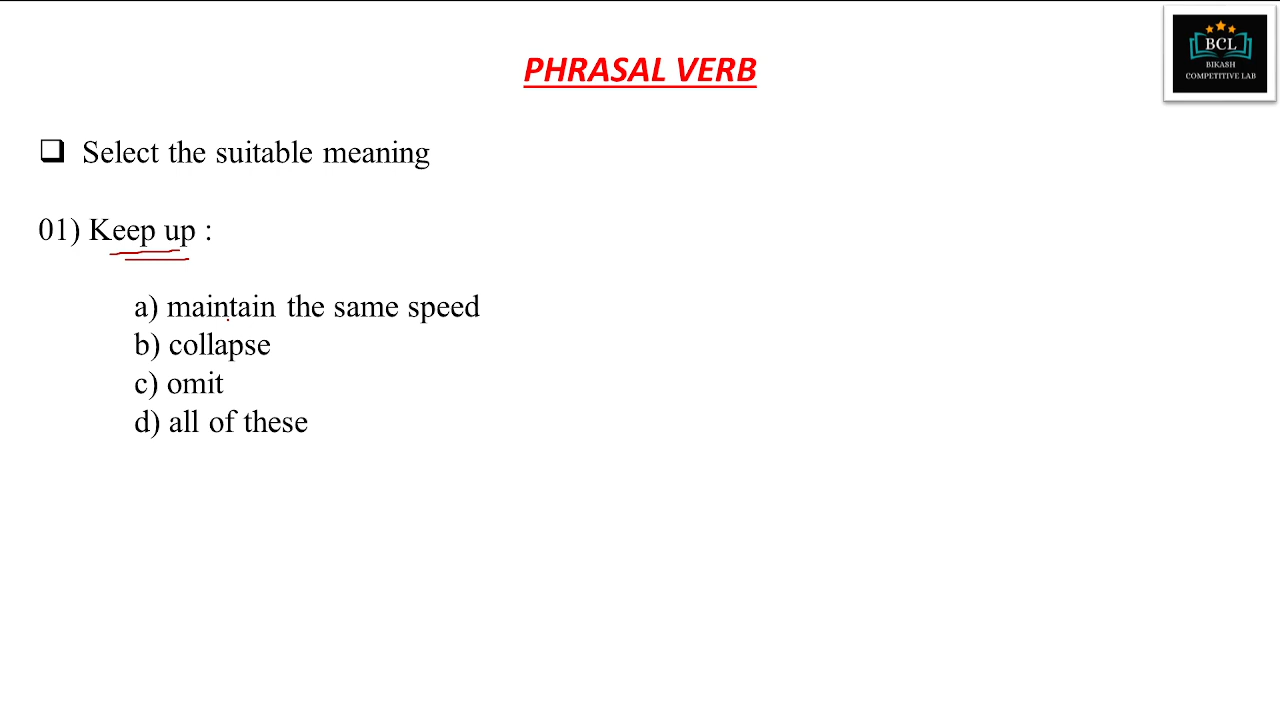 BCL
BIKASH
COMPETITIVE LAB
PHRASAL VERB
❑ Select the suitable meaning
01) Keep up :
a) maintain the same speed
b) collapse
c) omit
d) all of these